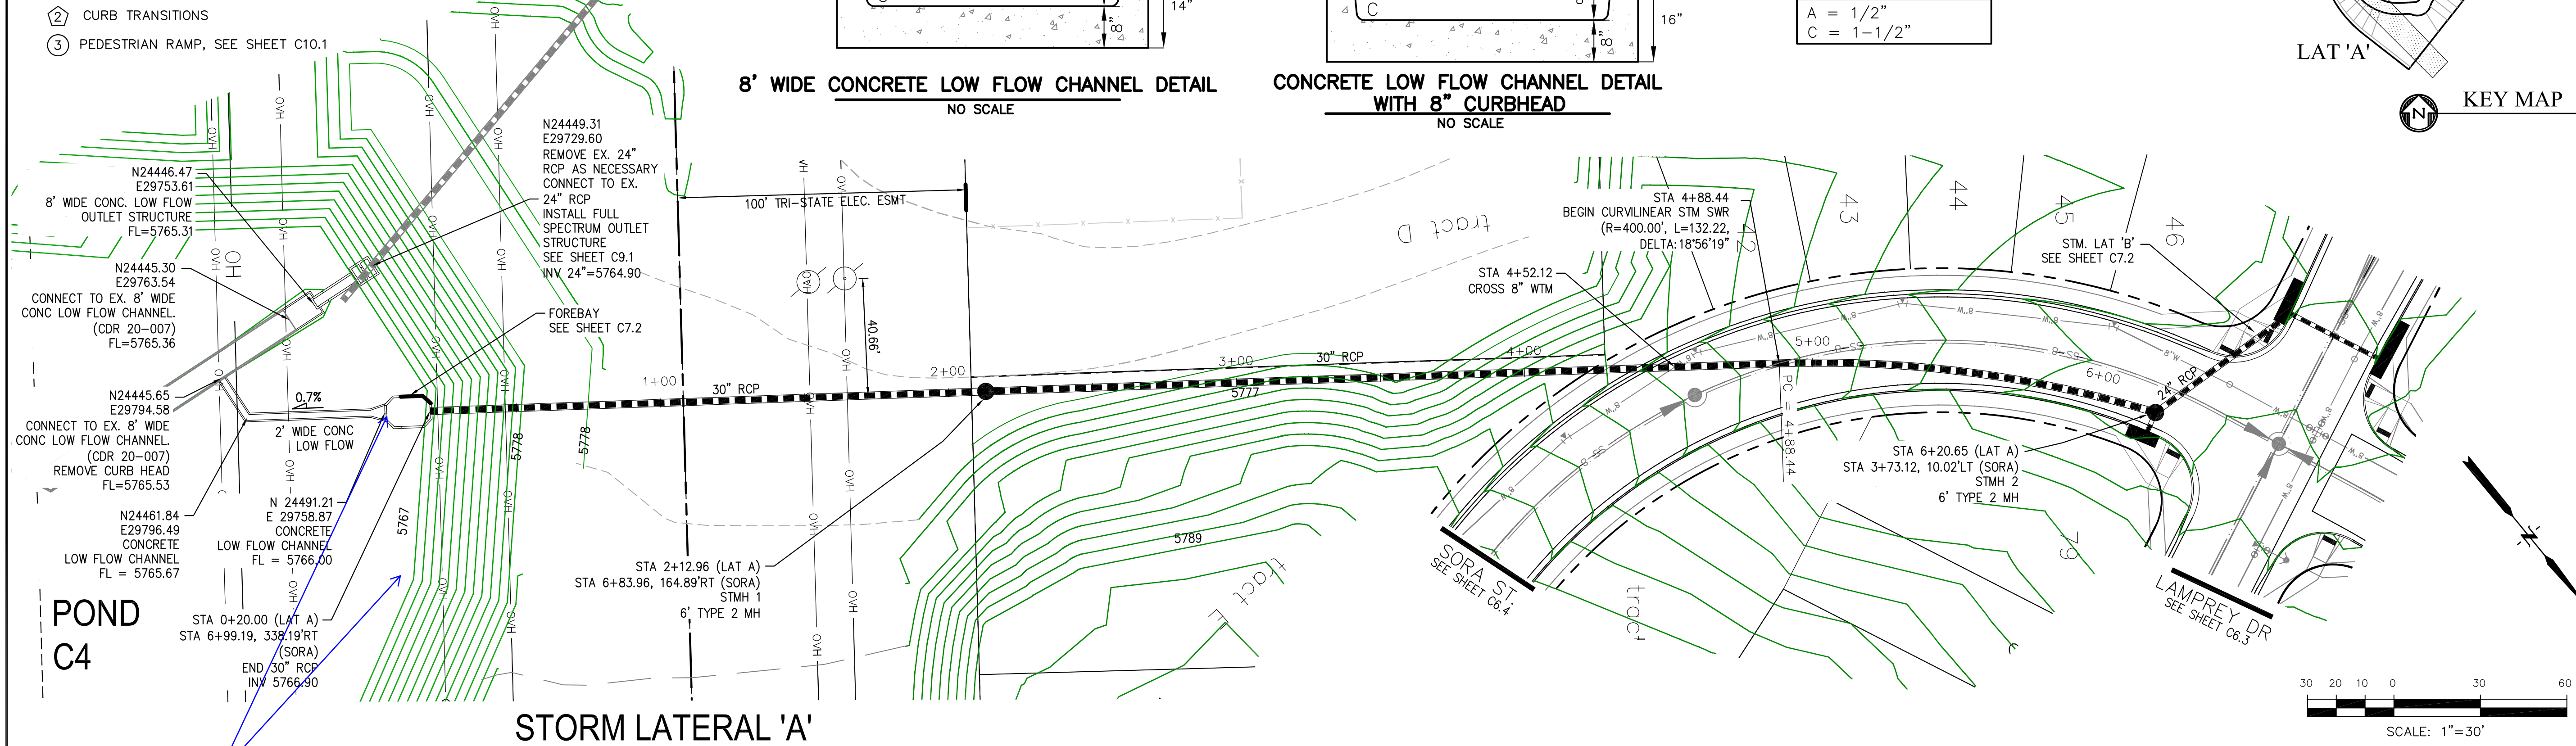 2 CURB TRANSITIONS
3 PEDESTRIAN RAMP, SEE SHEET C10.1
C
8"
14"
8' WIDE CONCRETE LOW FLOW CHANNEL DETAIL
NO SCALE
C
8"
16"
CONCRETE LOW FLOW CHANNEL DETAIL
WITH 8" CURBHEAD
NO SCALE
A = 1/2"
C = 1-1/2"
LAT 'A'
N
KEY MAP
N24446.47
E29753.61
8' WIDE CONC. LOW FLOW
OUTLET STRUCTURE
FL=5765.31
N24445.30
E29763.54
CONNECT TO EX. 8' WIDE
CONC LOW FLOW CHANNEL.
(CDR 20-007)
FL=5765.36
N24445.65
E29794.58
CONNECT TO EX. 8' WIDE
CONC LOW FLOW CHANNEL.
(CDR 20-007)
REMOVE CURB HEAD
FL=5765.53
N24461.84
E29796.49
CONCRETE
LOW FLOW CHANNEL
FL = 5765.67
N 24491.21
E 29758.87
CONCRETE
LOW FLOW CHANNEL
FL = 5766.00
STA 0+20.00 (LAT A)
STA 6+99.19, 338.19'RT
(SORA)
END 30" RCP
INV 5766.90
POND
C4
OH
OVH
0.7%
2' WIDE CONC
LOW FLOW
5767
5778
5778
N24449.31
E29729.60
REMOVE EX. 24"
RCP AS NECESSARY
CONNECT TO EX.
24" RCP
INSTALL FULL
SPECTRUM OUTLET
STRUCTURE
SEE SHEET C9.1
INV 24"=5764.90
FOREBAY
SEE SHEET C7.2
100' TRI-STATE ELEC. ESMT
40.66'
1+00
30" RCP
2+00
3+00
30" RCP
4+00
5777
5789
STA 2+12.96 (LAT A)
STA 6+83.96, 164.89'RT (SORA)
STMH 1
6' TYPE 2 MH
tract D
tract F
tract
STA 4+88.44
BEGIN CURVILINEAR STM SWR
(R=400.00', L=132.22,
DELTA:18°56'19"
STA 4+52.12
CROSS 8" WTM
42
43
44
45
46
79
STM. LAT 'B'
SEE SHEET C7.2
5+00
6+00
PC = 4+88.44
24" RCP
8"W
SS-8
STA 6+20.65 (LAT A)
STA 3+73.12, 10.02'LT (SORA)
STMH 2
6' TYPE 2 MH
SORA ST.
SEE SHEET C6.4
LAMPREY DR
SEE SHEET C6.3
N
30 20 10 0 30 60
SCALE: 1"=30'
STORM LATERAL 'A'